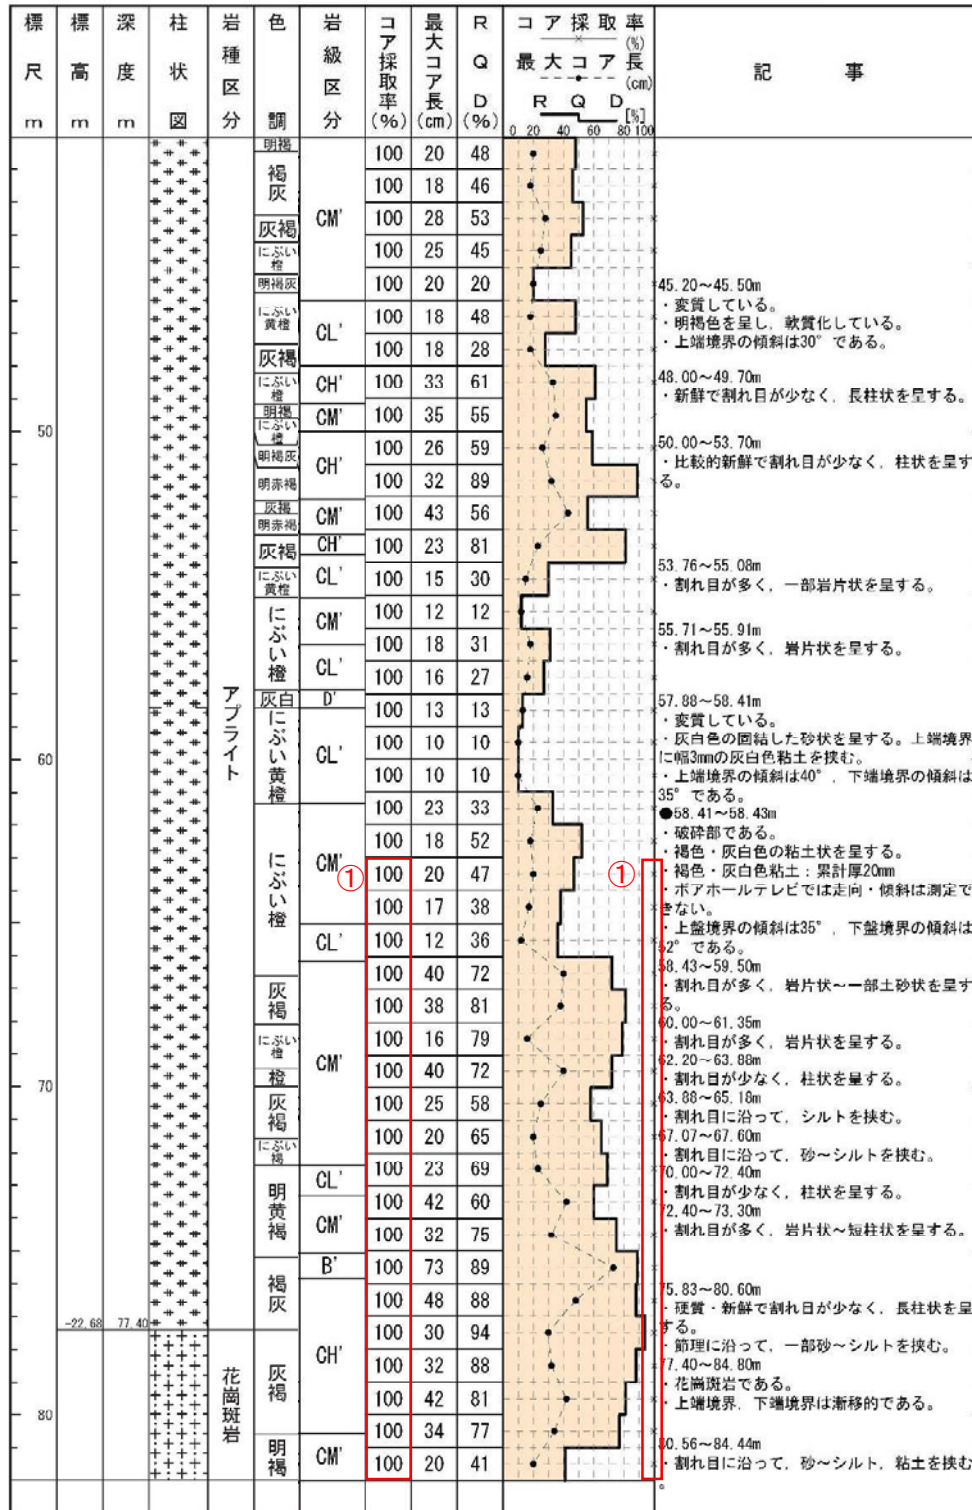 標尺 m
標高 m
深度 m
柱状図
岩種区分
色調
岩級区分
コア採取率(%)
最大コア長(cm)
RQD(%)
コア採取率(%)
最大コア長(cm)
RQD[%]
0 20 40 60 80 100
記事
明褐
褐灰
灰褐
にぶい橙
明褐灰
にぶい黄橙
灰褐
にぶい橙
明褐
にぶい橙
明褐灰
明赤褐
灰褐
明赤褐
灰褐
にぶい黄橙
にぶい橙
灰白
にぶい黄橙
にぶい橙
灰褐
にぶい橙
橙
灰褐
にぶい褐
明黄褐
褐灰
灰褐
明褐
CM'
CL'
CH'
CM'
CH'
CM'
CH'
CL'
CM'
CL'
D'
CL'
CM'
CL'
CM'
CL'
CM'
B'
CH'
CM'
50
60
70
80
-22.68 77.40
アプライト
花崗斑岩
100 20 48
100 18 46
100 28 53
100 25 45
100 20 20
100 18 48
100 18 28
100 33 61
100 35 55
100 26 59
100 32 89
100 43 56
100 23 81
100 15 30
100 12 12
100 18 31
100 16 27
100 13 13
100 10 10
100 10 10
100 23 33
100 18 52
100 20 47
100 17 38
100 12 36
100 40 72
100 38 81
100 16 79
100 40 72
100 25 58
100 20 65
100 23 69
100 42 60
100 32 75
100 73 89
100 48 88
100 30 94
100 32 88
100 42 81
100 34 77
100 20 41
①
①
45.20～45.50m
・変質している。
・明褐色を呈し，軟質化している。
・上端境界の傾斜は30°である。
48.00～49.70m
・新鮮で割れ目が少なく，長柱状を呈する。
50.00～53.70m
・比較的新鮮で割れ目が少なく，柱状を呈す
る。
53.76～55.08m
・割れ目が多く，一部岩片状を呈する。
55.71～55.91m
・割れ目が多く，岩片状を呈する。
57.88～58.41m
・変質している。
・灰白色の固結した砂状を呈する。上端境界
に幅3mmの灰白色粘土を挟む。
・上端境界の傾斜は40°，下端境界の傾斜は
35°である。
●58.41～58.43m
・破砕部である。
・褐色・灰白色の粘土状を呈する。
・褐色・灰白色粘土：累計厚20mm
・ボアホールテレビでは走向・傾斜は測定で
きない。
・上盤境界の傾斜は35°，下盤境界の傾斜は
52°である。
58.43～59.50m
・割れ目が多く，岩片状～一部土砂状を呈す
る。
60.00～61.35m
・割れ目が多く，岩片状を呈する。
62.20～63.88m
・割れ目が少なく，柱状を呈する。
63.88～65.18m
・割れ目に沿って，シルトを挟む。
67.07～67.60m
・割れ目に沿って，砂～シルトを挟む。
70.00～72.40m
・割れ目が少なく，柱状を呈する。
72.40～73.30m
・割れ目が多く，岩片状～短柱状を呈する。
75.83～80.60m
・硬質・新鮮で割れ目が少なく，長柱状を呈
する。
・節理に沿って，一部砂～シルトを挟む。
77.40～84.80m
・花崗斑岩である。
・上端境界，下端境界は漸移的である。
80.56～84.44m
・割れ目に沿って，砂～シルト，粘土を挟む
。